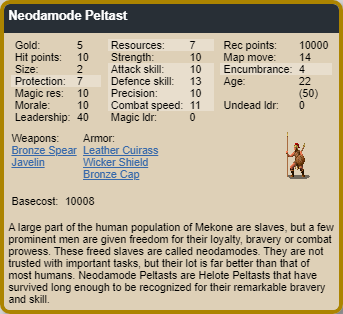 Neodamode Peltast
Gold: 5 Resources: 7 Rec points: 10000
Hit points: 10 Strength: 10 Map move: 14
Size: 2 Attack skill: 10 Encumbrance: 4
Protection: 7 Defence skill: 13 Age: 22
Magic res: 10 Precision: 10 (50)
Morale: 10 Combat speed: 11 Undead ldr: 0
Leadership: 40 Magic ldr: 0
Weapons: Armor:
Bronze Spear Leather Cuirass
Javelin Wicker Shield
Bronze Cap
Basecost: 10008
A large part of the human population of Mekone are slaves, but a few
prominent men are given freedom for their loyalty, bravery or combat
prowess. These freed slaves are called neodamodes. They are not
trusted with important tasks, but their lot is far better than that of
most humans. Neodamode Peltasts are Helote Peltasts that have
survived long enough to be recognized for their remarkable bravery
and skill.